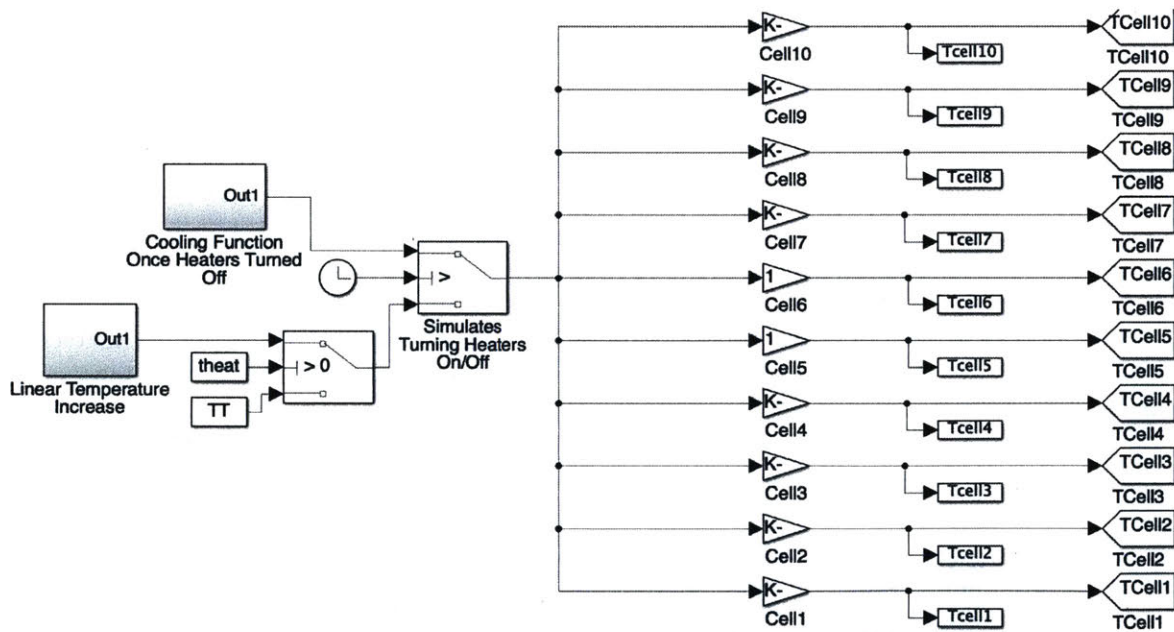 K-
TCell10
Cell10
Tcell10
TCell10
K-
TCell9
Cell9
Tcell9
TCell9
K-
TCell8
Cell8
Tcell8
TCell8
Out1
Cooling Function
Once Heaters Turned
Off
K-
TCell7
Cell7
Tcell7
TCell7
>
Simulates
Turning Heaters
On/Off
1
TCell6
Cell6
Tcell6
TCell6
Out1
Linear Temperature
Increase
theat
> 0
TT
1
TCell5
Cell5
Tcell5
TCell5
K-
TCell4
Cell4
Tcell4
TCell4
K-
TCell3
Cell3
Tcell3
TCell3
K-
TCell2
Cell2
Tcell2
TCell2
K-
TCell1
Cell1
Tcell1
TCell1